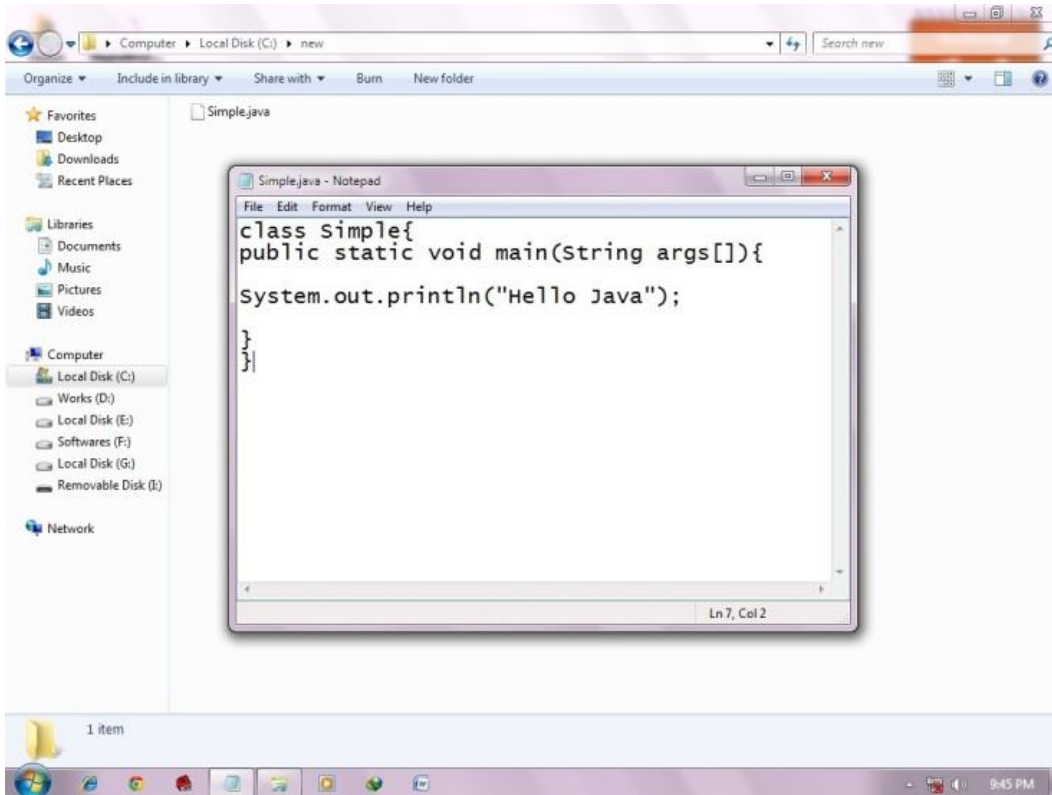 Computer ▸ Local Disk (C:) ▸ new
Search new
Organize
Include in library
Share with
Burn
New folder
Favorites
Desktop
Downloads
Recent Places
Libraries
Documents
Music
Pictures
Videos
Computer
Local Disk (C:)
Works (D:)
Local Disk (E:)
Softwares (F:)
Local Disk (G:)
Removable Disk (I:)
Network
Simple.java
Simple.java - Notepad
File Edit Format View Help
class Simple{
public static void main(String args[]){
System.out.println("Hello Java");
}
}
Ln 7, Col 2
1 item
9:45 PM